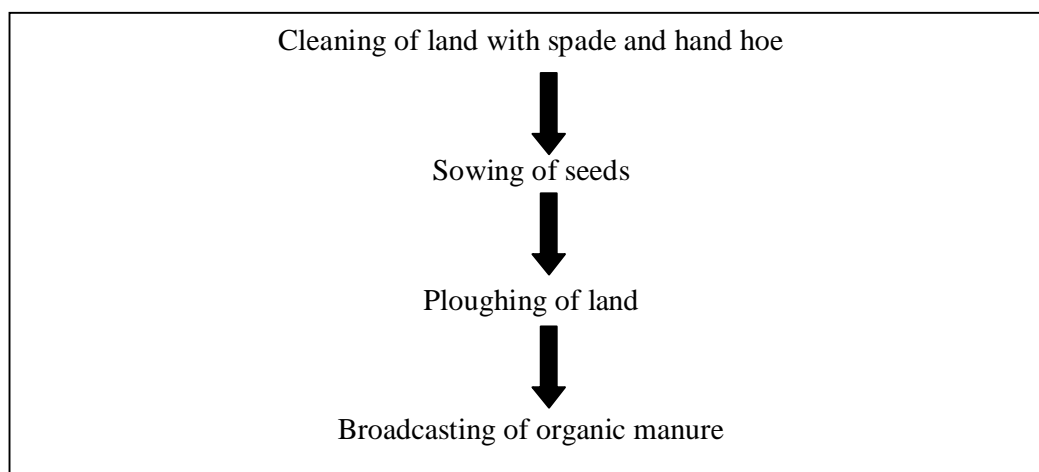 Cleaning of land with spade and hand hoe
Sowing of seeds
Ploughing of land
Broadcasting of organic manure